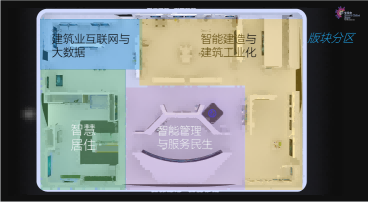 建筑业互联网与
大数据
智能建造与
建筑工业化
版块分区
智慧
居住
智能管理
与服务民生